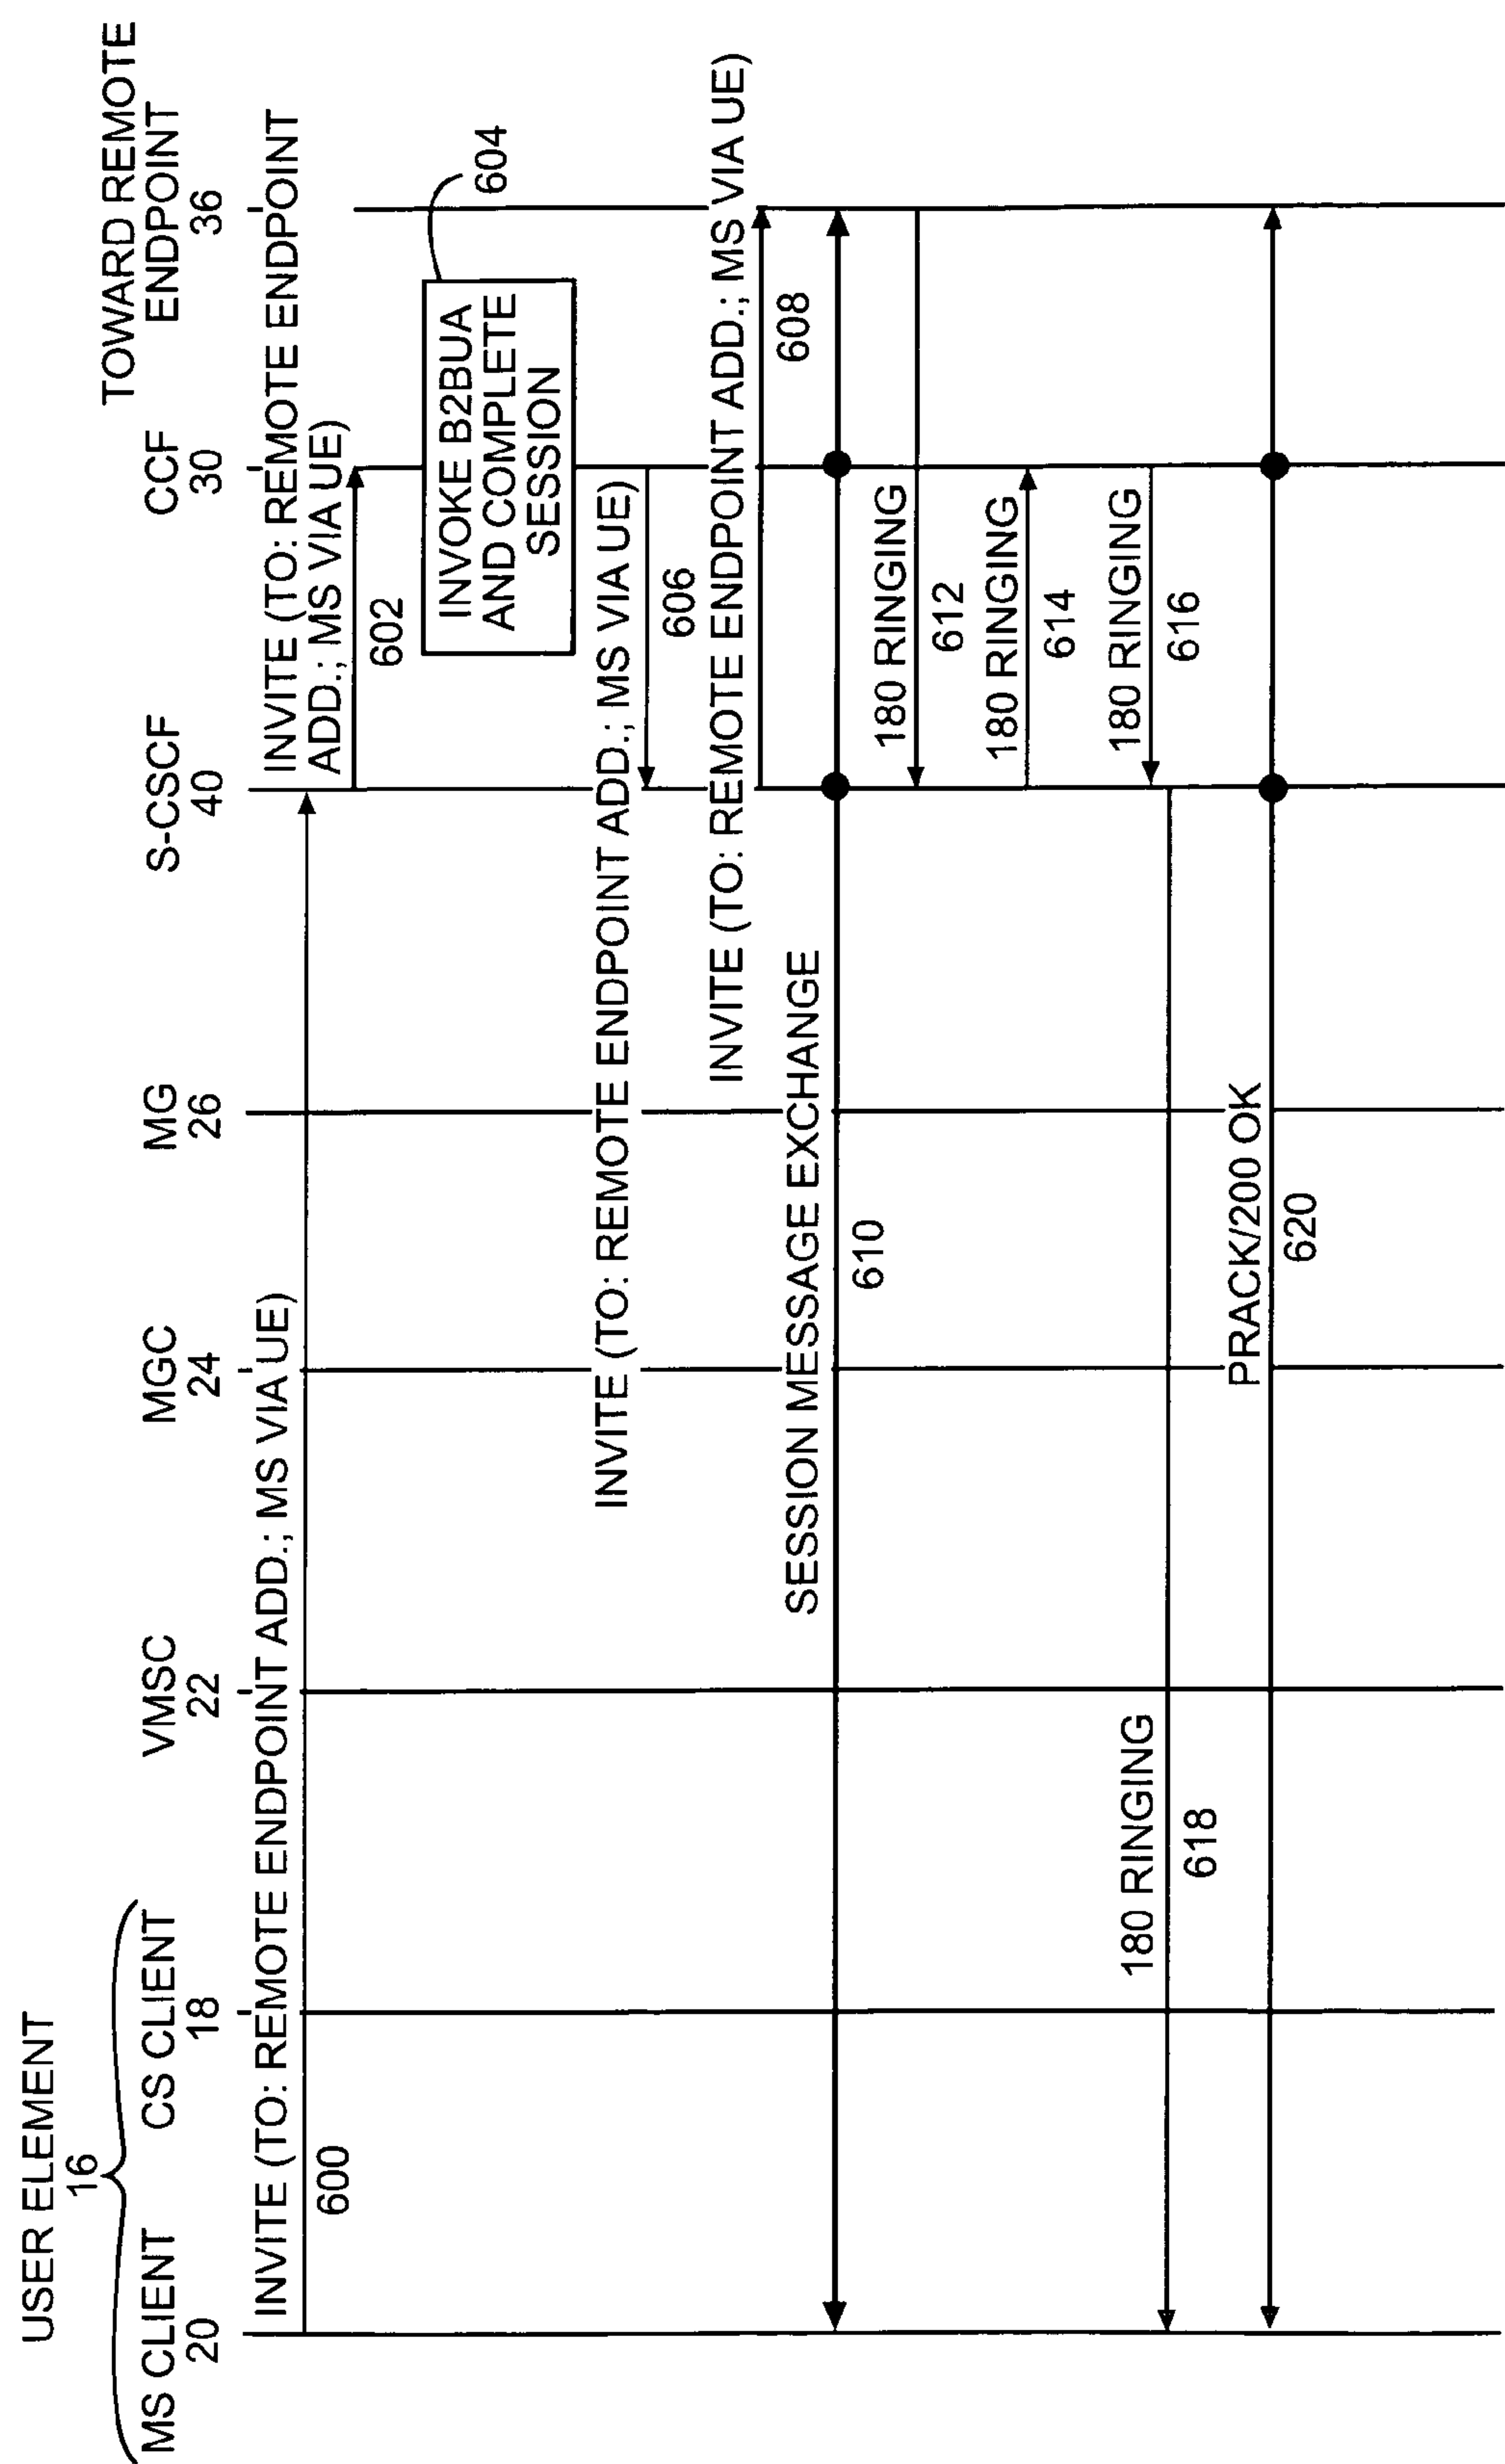 USER ELEMENT
16
MS CLIENT
20
CS CLIENT
18
VMSC
22
MGC
24
MG
26
S-CSCF
40
CCF
30
TOWARD REMOTE
ENDPOINT
36
INVITE (TO: REMOTE ENDPOINT ADD.; MS VIA UE)
600
INVITE (TO: REMOTE ENDPOINT
ADD.; MS VIA UE)
602
INVOKE B2BUA
AND COMPLETE
SESSION
604
INVITE (TO: REMOTE ENDPOINT ADD.; MS VIA UE)
606
INVITE (TO: REMOTE ENDPOINT ADD.; MS VIA UE)
608
SESSION MESSAGE EXCHANGE
610
180 RINGING
612
180 RINGING
614
180 RINGING
616
180 RINGING
618
PRACK/200 OK
620